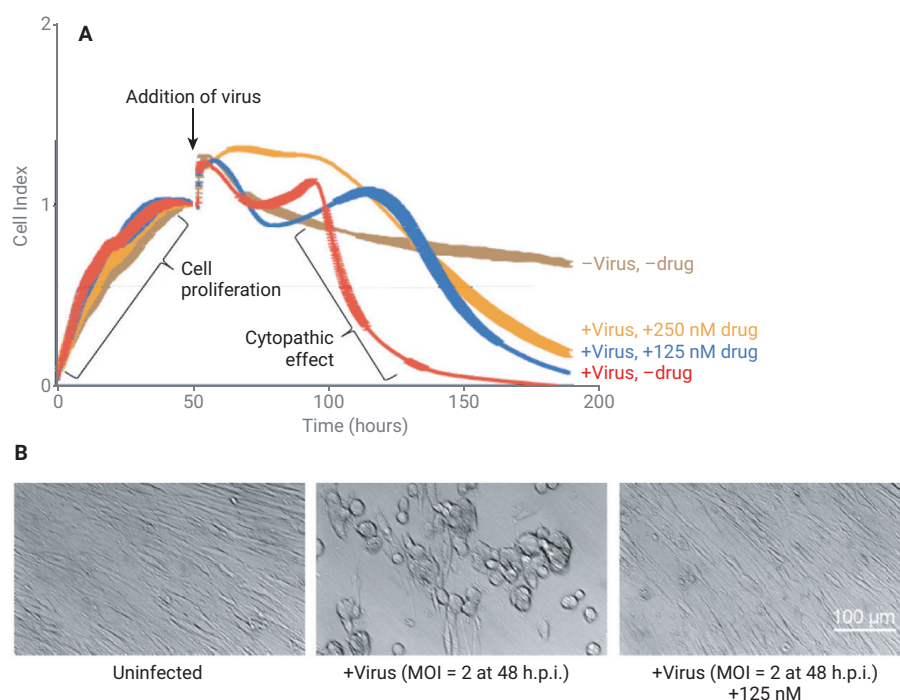 A
2
Addition of virus
Cell Index
1
Cell
proliferation
Cytopathic
effect
–Virus, –drug
+Virus, +250 nM drug
+Virus, +125 nM drug
+Virus, –drug
0
0 50 100 150 200
Time (hours)
B
100 µm
Uninfected
+Virus (MOI = 2 at 48 h.p.i.)
+Virus (MOI = 2 at 48 h.p.i.)
+125 nM